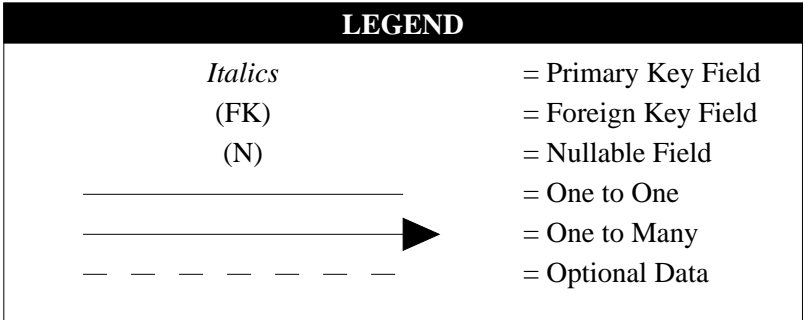 LEGEND
Italics = Primary Key Field
(FK) = Foreign Key Field
(N) = Nullable Field
= One to One
= One to Many
= Optional Data